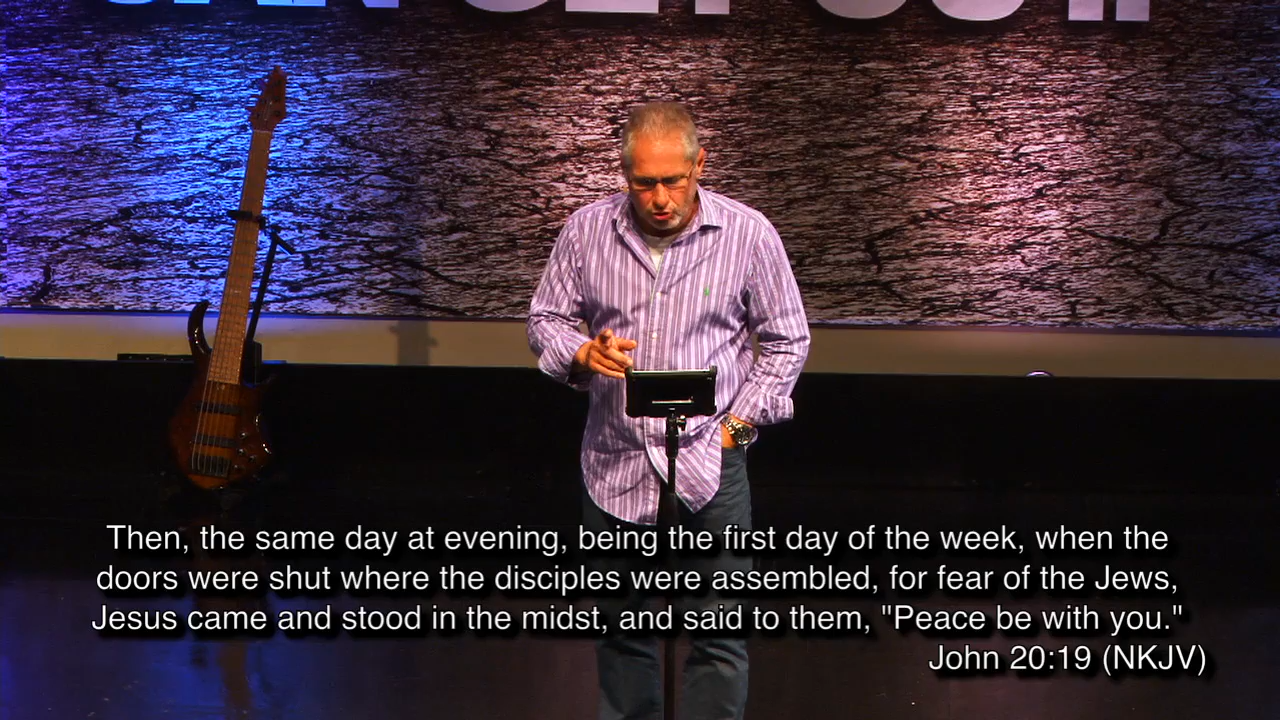 Then, the same day at evening, being the first day of the week, when the
doors were shut where the disciples were assembled, for fear of the Jews,
Jesus came and stood in the midst, and said to them, "Peace be with you."
John 20:19 (NKJV)